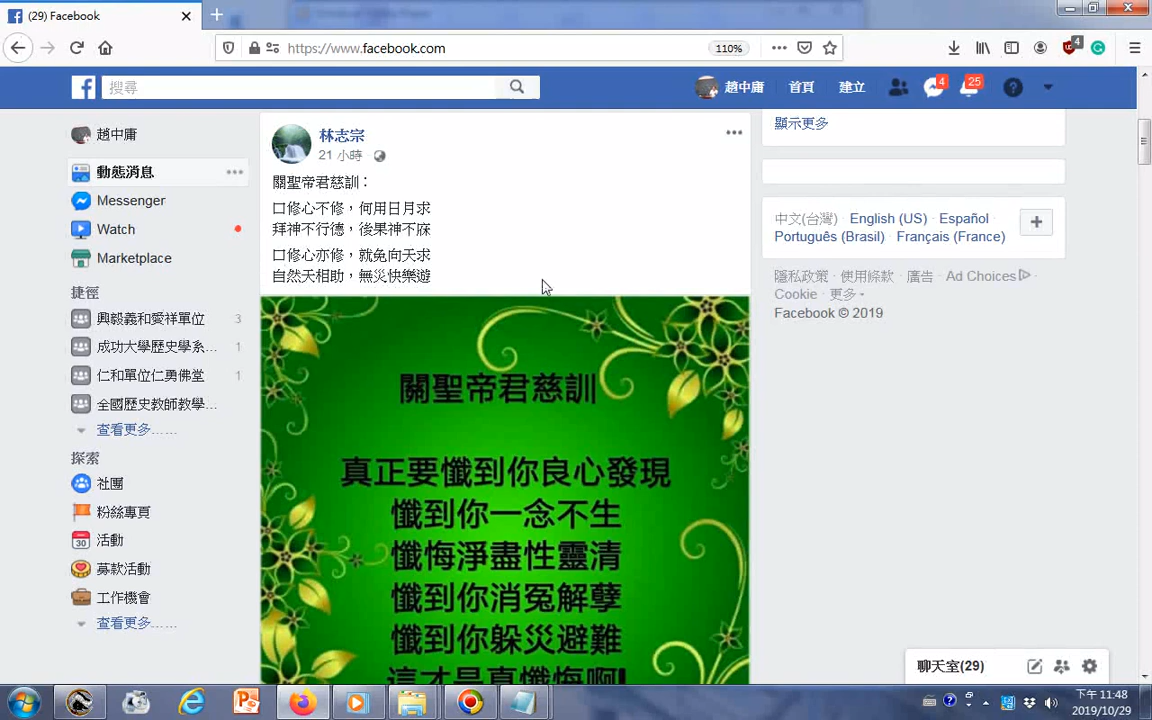 (29) Facebook
https://www.facebook.com
110%
4
搜尋
趙中庸
首頁
建立
4
25
趙中庸
動態消息
Messenger
Watch
Marketplace
捷徑
興毅義和愛祥單位
3
成功大學歷史學系...
1
仁和單位仁勇佛堂
1
全國歷史教師教學...
查看更多……
探索
社團
粉絲專頁
30
活動
募款活動
工作機會
查看更多……
林志宗
21 小時
關聖帝君慈訓：
口修心不修，何用日月求
拜神不行德，後果神不庥
口修心亦修，就免向天求
自然天相助，無災快樂遊
關聖帝君慈訓
真正要懺到你良心發現
懺到你一念不生
懺悔淨盡性靈清
懺到你消冤解孽
懺到你躲災避難
這才是真懺悔啊!
顯示更多
中文(台灣) · English (US) · Español ·
Português (Brasil) · Français (France)
隱私政策 · 使用條款 · 廣告 · Ad Choices ·
Cookie · 更多
Facebook © 2019
聊天室(29)
下午 11:48
2019/10/29